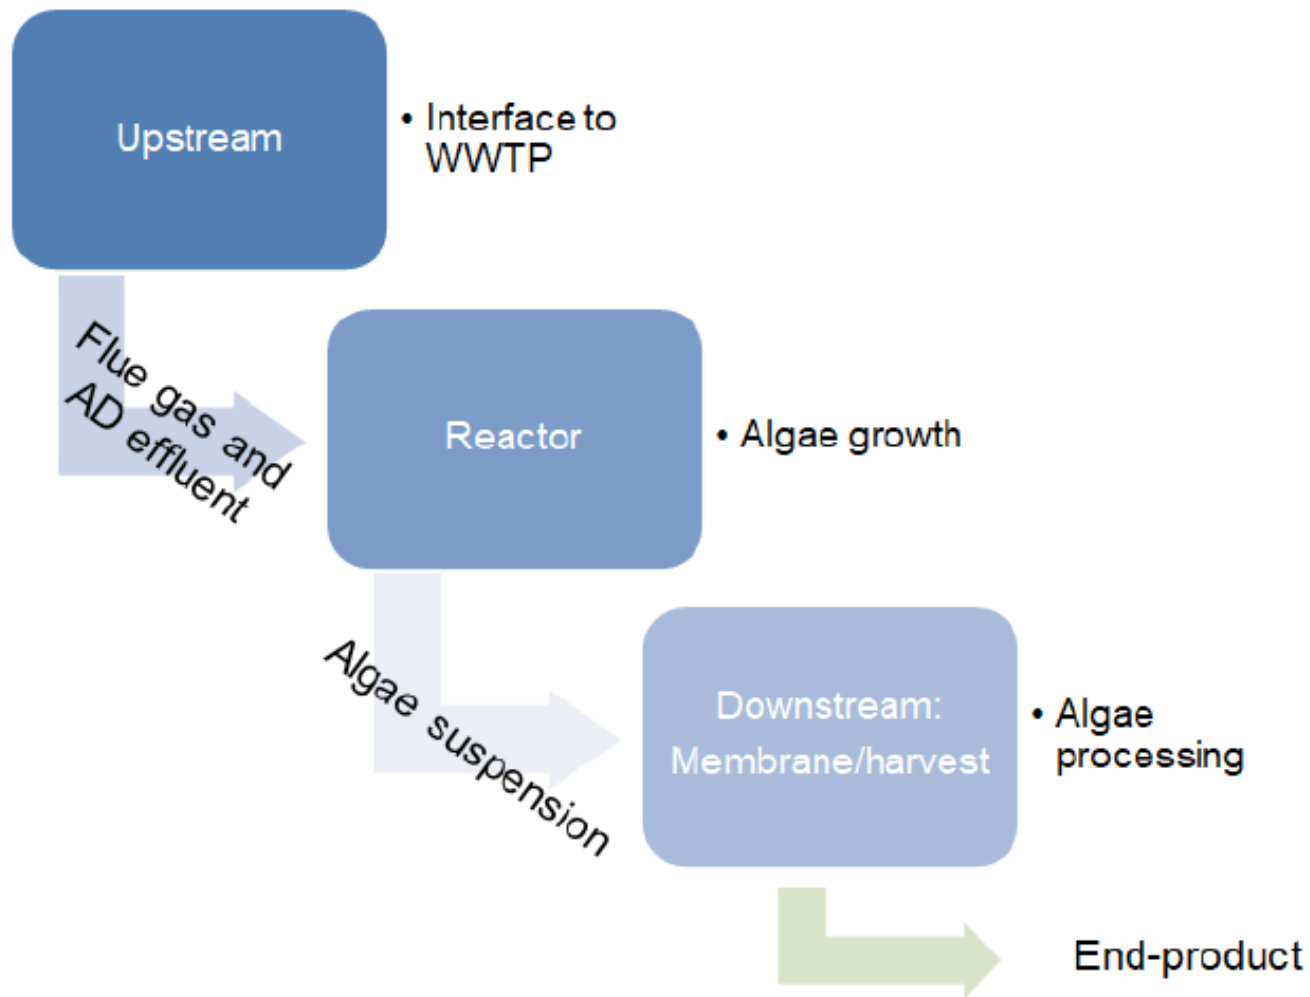 Upstream
• Interface to
WWTP
Flue gas and
AD effluent
Reactor
• Algae growth
Algae suspension
Downstream:
Membrane/harvest
• Algae
processing
End-product